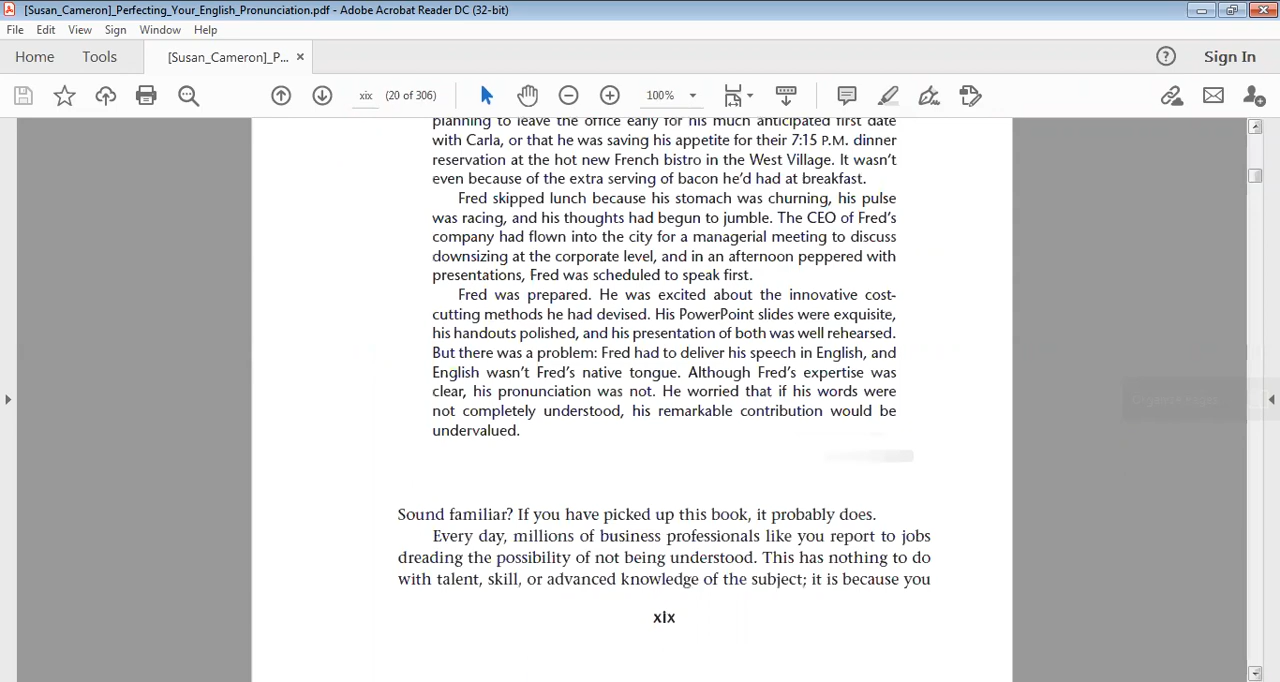 [Susan_Cameron]_Perfecting_Your_English_Pronunciation.pdf - Adobe Acrobat Reader DC (32-bit)
File Edit View Sign Window Help
Home Tools [Susan_Cameron]_P... × ? Sign In
xix (20 of 306) 100%
planning to leave the office early for his much anticipated first date
with Carla, or that he was saving his appetite for their 7:15 P.M. dinner
reservation at the hot new French bistro in the West Village. It wasn't
even because of the extra serving of bacon he'd had at breakfast.
Fred skipped lunch because his stomach was churning, his pulse
was racing, and his thoughts had begun to jumble. The CEO of Fred's
company had flown into the city for a managerial meeting to discuss
downsizing at the corporate level, and in an afternoon peppered with
presentations, Fred was scheduled to speak first.
Fred was prepared. He was excited about the innovative cost-
cutting methods he had devised. His PowerPoint slides were exquisite,
his handouts polished, and his presentation of both was well rehearsed.
But there was a problem: Fred had to deliver his speech in English, and
English wasn't Fred's native tongue. Although Fred's expertise was
clear, his pronunciation was not. He worried that if his words were
not completely understood, his remarkable contribution would be
undervalued.
Sound familiar? If you have picked up this book, it probably does.
Every day, millions of business professionals like you report to jobs
dreading the possibility of not being understood. This has nothing to do
with talent, skill, or advanced knowledge of the subject; it is because you
xix